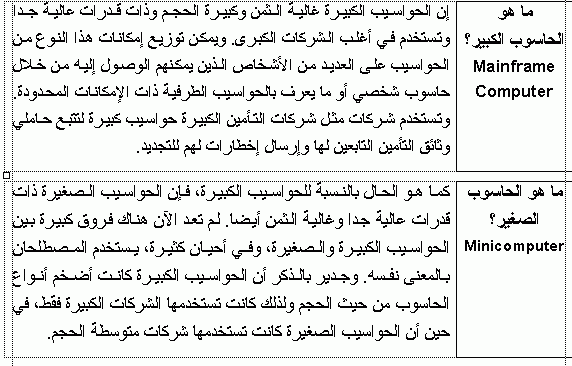 ما هو
الحاسوب الكبير؟
Mainframe
Computer
إن الحواسيب الكبيرة غالية الثمن وكبيرة الحجم وذات قدرات عالية جدا
وتستخدم في أغلب الشركات الكبرى. ويمكن توزيع إمكانات هذا النوع من
الحواسيب على العديد من الأشخاص الذين يمكنهم الوصول إليه من خلال
حاسوب شخصي أو ما يعرف بالحواسيب الطرفية ذات الإمكانات المحدودة.
وتستخدم شركات مثل شركات التأمين الكبيرة حواسيب كبيرة لتتبع حاملي
وثائق التأمين التابعين لها وإرسال إخطارات لهم للتجديد.
ما هو الحاسوب
الصغير؟
Minicomputer
كما هو الحال بالنسبة للحواسيب الكبيرة، فإن الحواسيب الصغيرة ذات
قدرات عالية جدا وغالية الثمن أيضا. لم تعد الآن هناك فروق كبيرة بين
الحواسيب الكبيرة والصغيرة، وفي أحيان كثيرة، يستخدم المصطلحان
بالمعنى نفسه. وجدير بالذكر أن الحواسيب الكبيرة كانت أضخم أنواع
الحاسوب من حيث الحجم ولذلك كانت تستخدمها الشركات الكبيرة فقط، في
حين أن الحواسيب الصغيرة كانت تستخدمها شركات متوسطة الحجم.